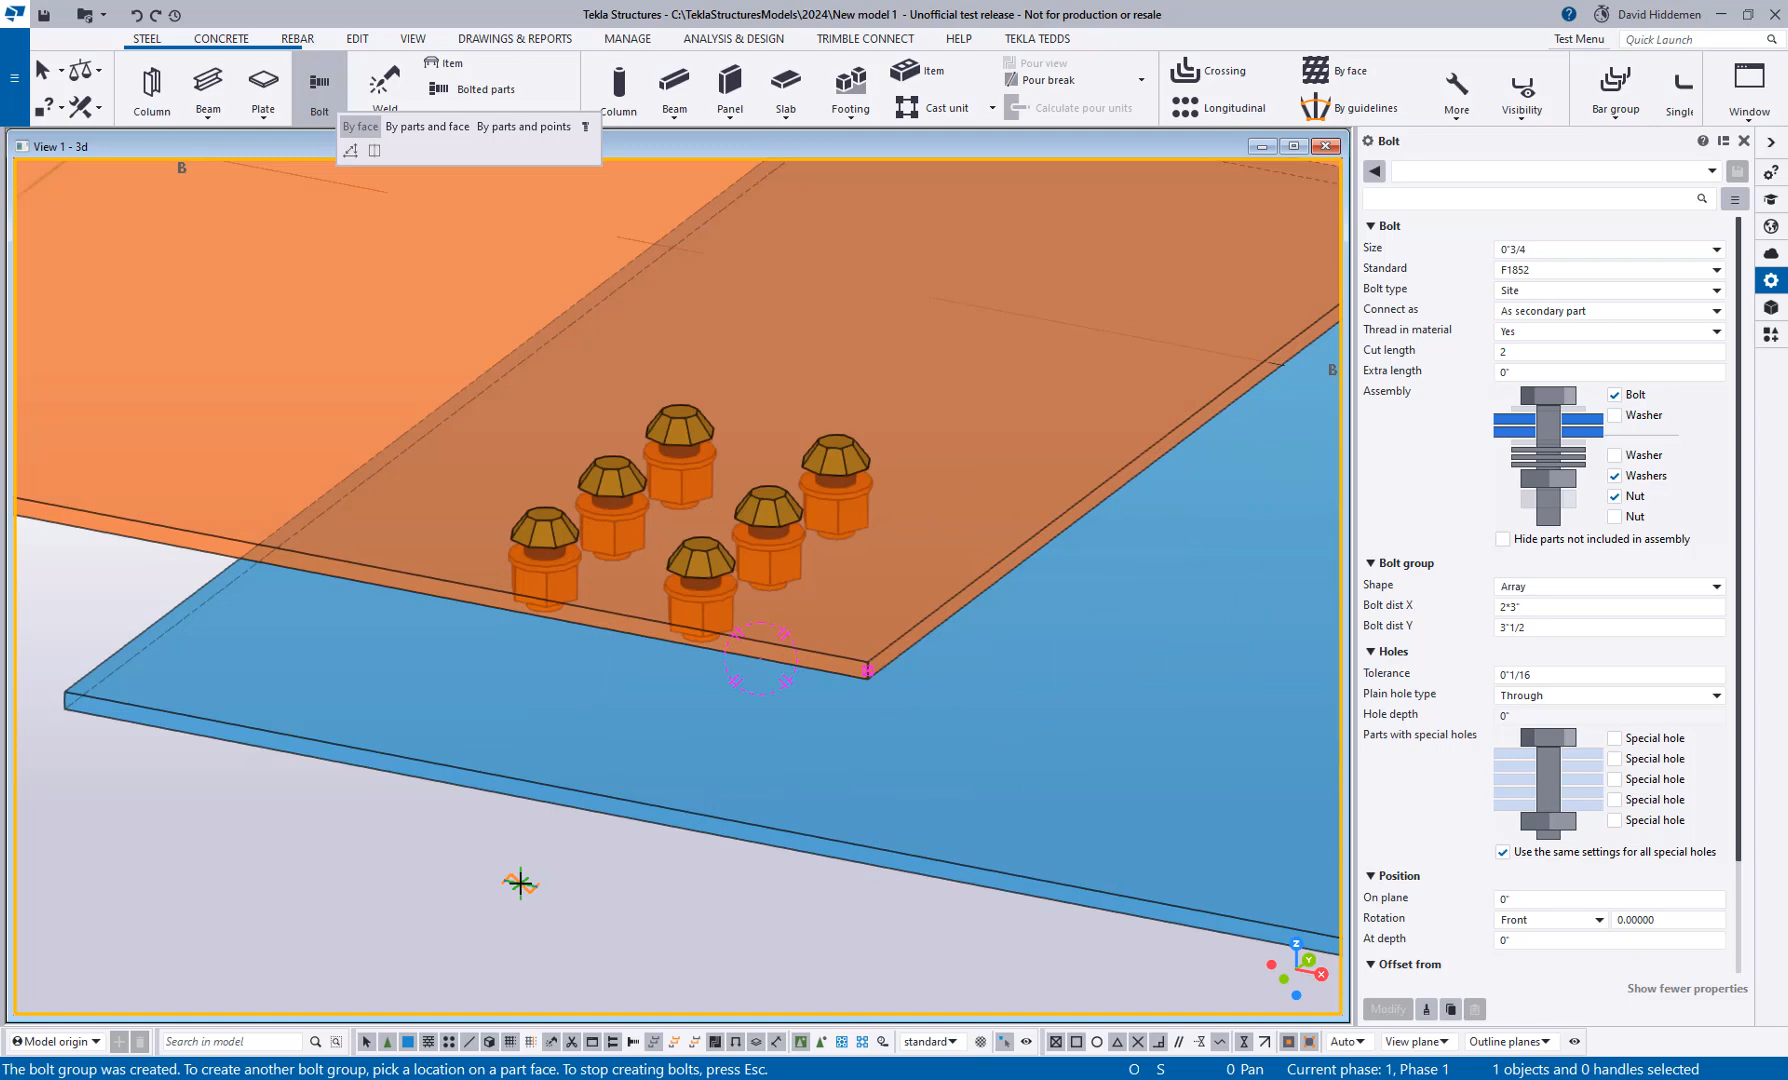 Tekla Structures - C:\TeklaStructuresModels\2024\New model 1 - Unofficial test release - Not for production or resale
David Hiddemen
STEEL CONCRETE REBAR EDIT VIEW DRAWINGS & REPORTS MANAGE ANALYSIS & DESIGN TRIMBLE CONNECT HELP TEKLA TEDDS
Test Menu
Quick Launch
Column
Beam
Plate
Bolt
Weld
Item
Bolted parts
Column
Beam
Panel
Slab
Footing
Item
Cast unit
Pour view
Pour break
Calculate pour units
Crossing
Longitudinal
By face
By guidelines
More
Visibility
Bar group
Single
Window
By face By parts and face By parts and points
View 1 - 3d
B
B
Z
Y
X
Bolt
Bolt
Size 0"3/4
Standard F1852
Bolt type Site
Connect as As secondary part
Thread in material Yes
Cut length 2
Extra length 0"
Assembly
Bolt
Washer
Washer
Washers
Nut
Nut
Hide parts not included in assembly
Bolt group
Shape Array
Bolt dist X 2*3"
Bolt dist Y 3"1/2
Holes
Tolerance 0"1/16
Plain hole type Through
Hole depth 0"
Parts with special holes
Special hole
Special hole
Special hole
Special hole
Special hole
Use the same settings for all special holes
Position
On plane 0"
Rotation Front 0.00000
At depth 0"
Offset from
Show fewer properties
Modify
Model origin
Search in model
standard
Auto
View plane
Outline planes
The bolt group was created. To create another bolt group, pick a location on a part face. To stop creating bolts, press Esc.
O S 0 Pan Current phase: 1, Phase 1 1 objects and 0 handles selected